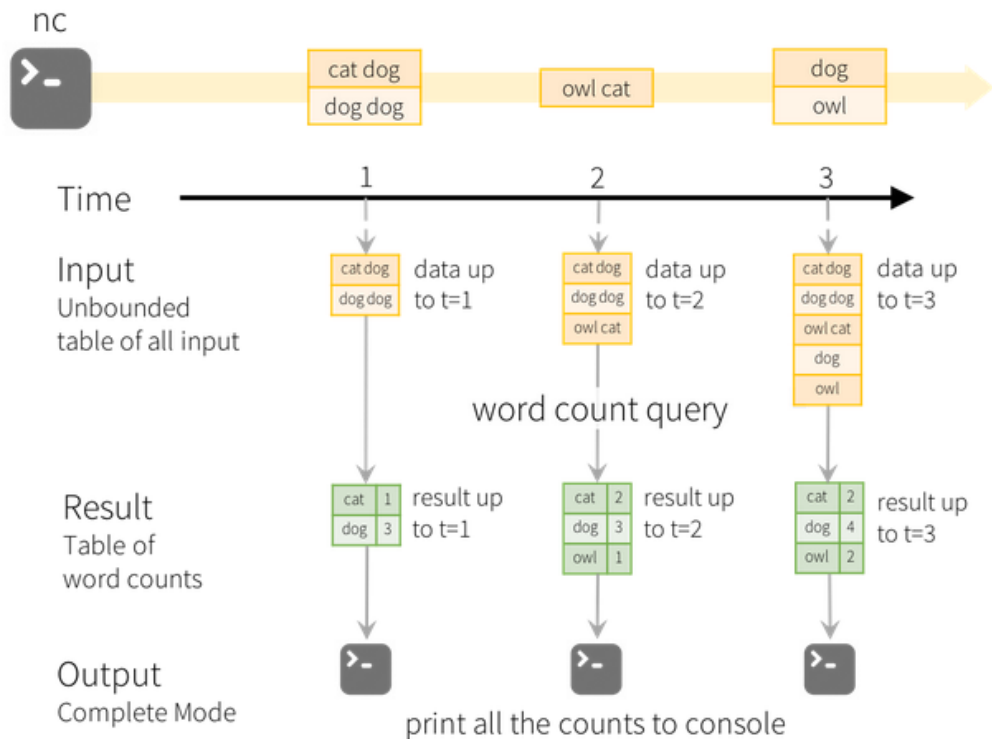 nc
cat dog
dog dog
owl cat
dog
owl
Time
1
2
3
Input
Unbounded
table of all input
cat dog
dog dog
data up
to t=1
cat dog
dog dog
owl cat
data up
to t=2
cat dog
dog dog
owl cat
dog
owl
data up
to t=3
word count query
Result
Table of
word counts
cat 1
dog 3
result up
to t=1
cat 2
dog 3
owl 1
result up
to t=2
cat 2
dog 4
owl 2
result up
to t=3
Output
Complete Mode
print all the counts to console